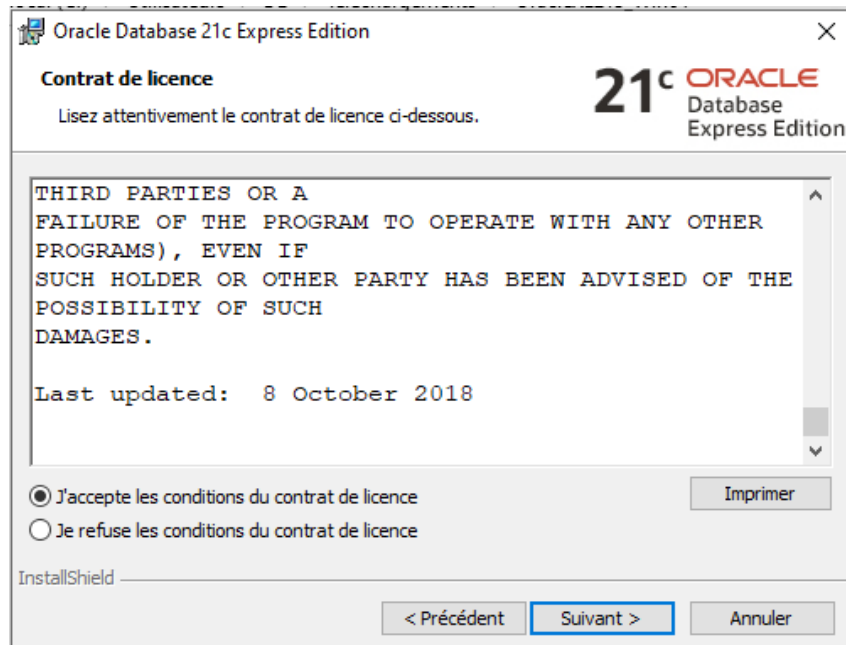 Oracle Database 21c Express Edition
Contrat de licence
Lisez attentivement le contrat de licence ci-dessous.
21c ORACLE
Database
Express Edition
THIRD PARTIES OR A
FAILURE OF THE PROGRAM TO OPERATE WITH ANY OTHER
PROGRAMS), EVEN IF
SUCH HOLDER OR OTHER PARTY HAS BEEN ADVISED OF THE
POSSIBILITY OF SUCH
DAMAGES.
Last updated:  8 October 2018
J'accepte les conditions du contrat de licence
Imprimer
Je refuse les conditions du contrat de licence
InstallShield
< Précédent
Suivant >
Annuler